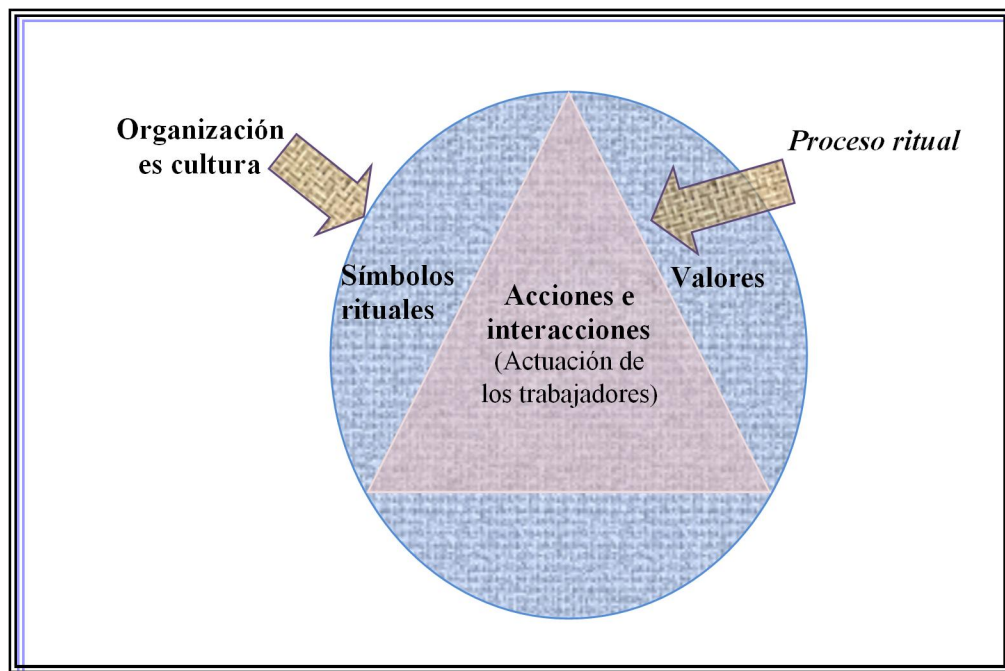 Organización
es cultura
Proceso ritual
Símbolos
rituales
Valores
Acciones e
interacciones
(Actuación de
los trabajadores)